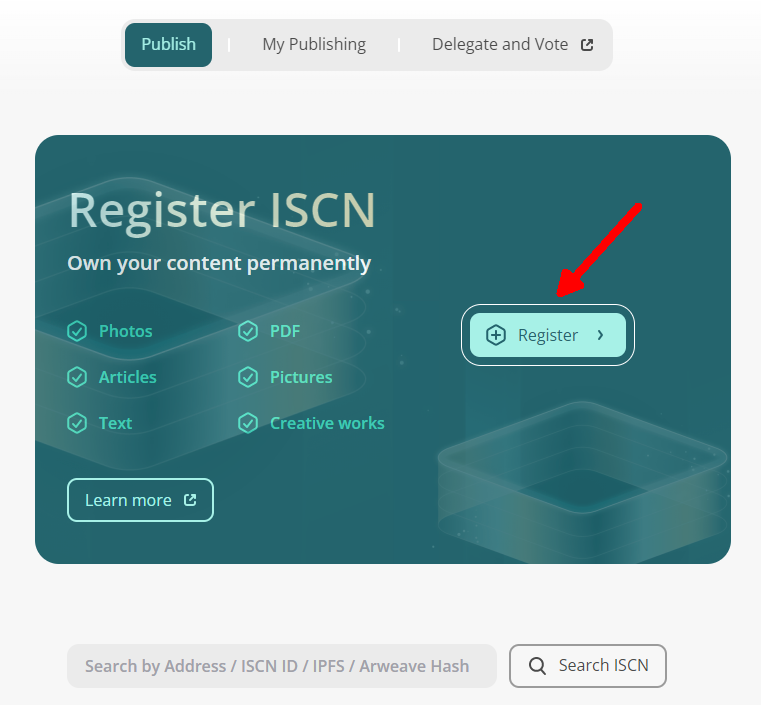 Publish
My Publishing
Delegate and Vote
Register ISCN
Own your content permanently
Photos
PDF
Register
Articles
Pictures
Text
Creative works
Learn more
Search by Address / ISCN ID / IPFS / Arweave Hash
Search ISCN